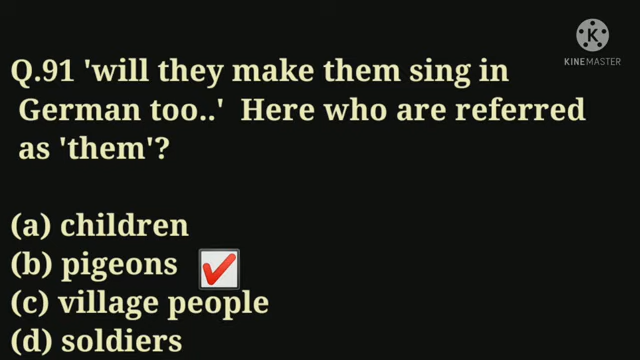 K
KINEMASTER
Q.91 'will they make them sing in
German too..' Here who are referred
as 'them'?
(a) children
(b) pigeons
(c) village people
(d) soldiers